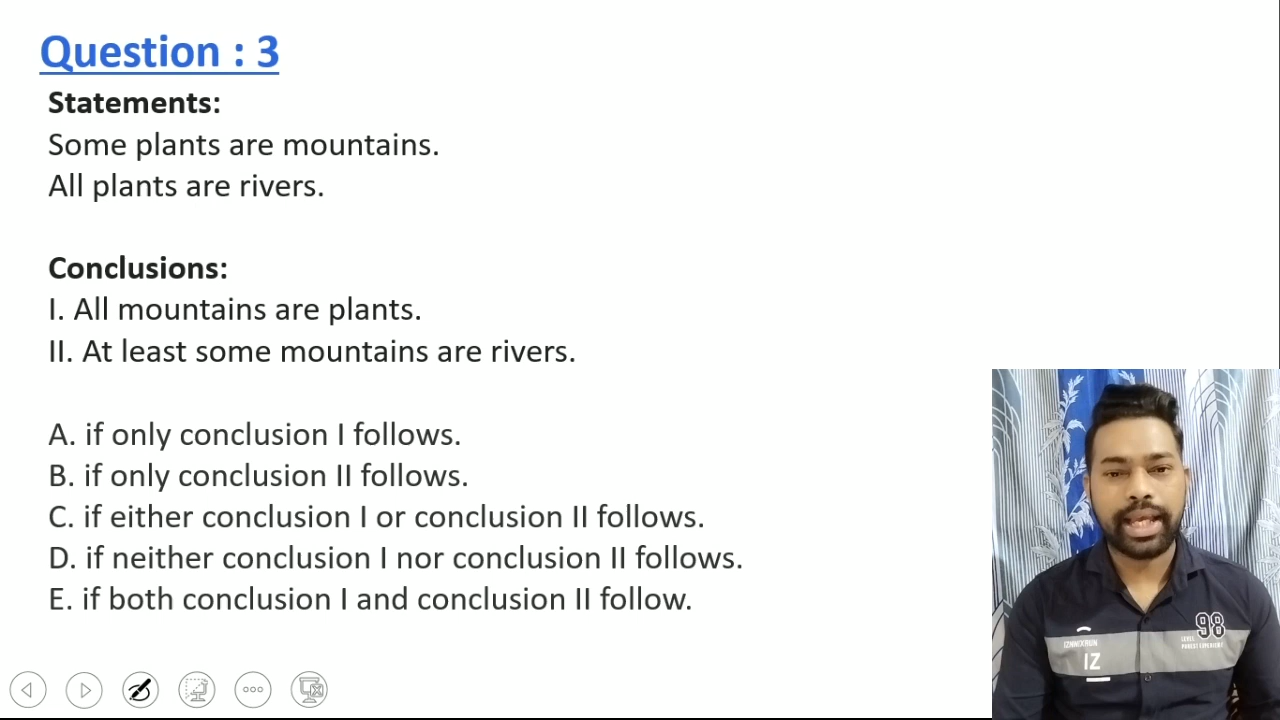 Question : 3
Statements:
Some plants are mountains.
All plants are rivers.
Conclusions:
I. All mountains are plants.
II. At least some mountains are rivers.
A. if only conclusion I follows.
B. if only conclusion II follows.
C. if either conclusion I or conclusion II follows.
D. if neither conclusion I nor conclusion II follows.
E. if both conclusion I and conclusion II follow.
98
IZ